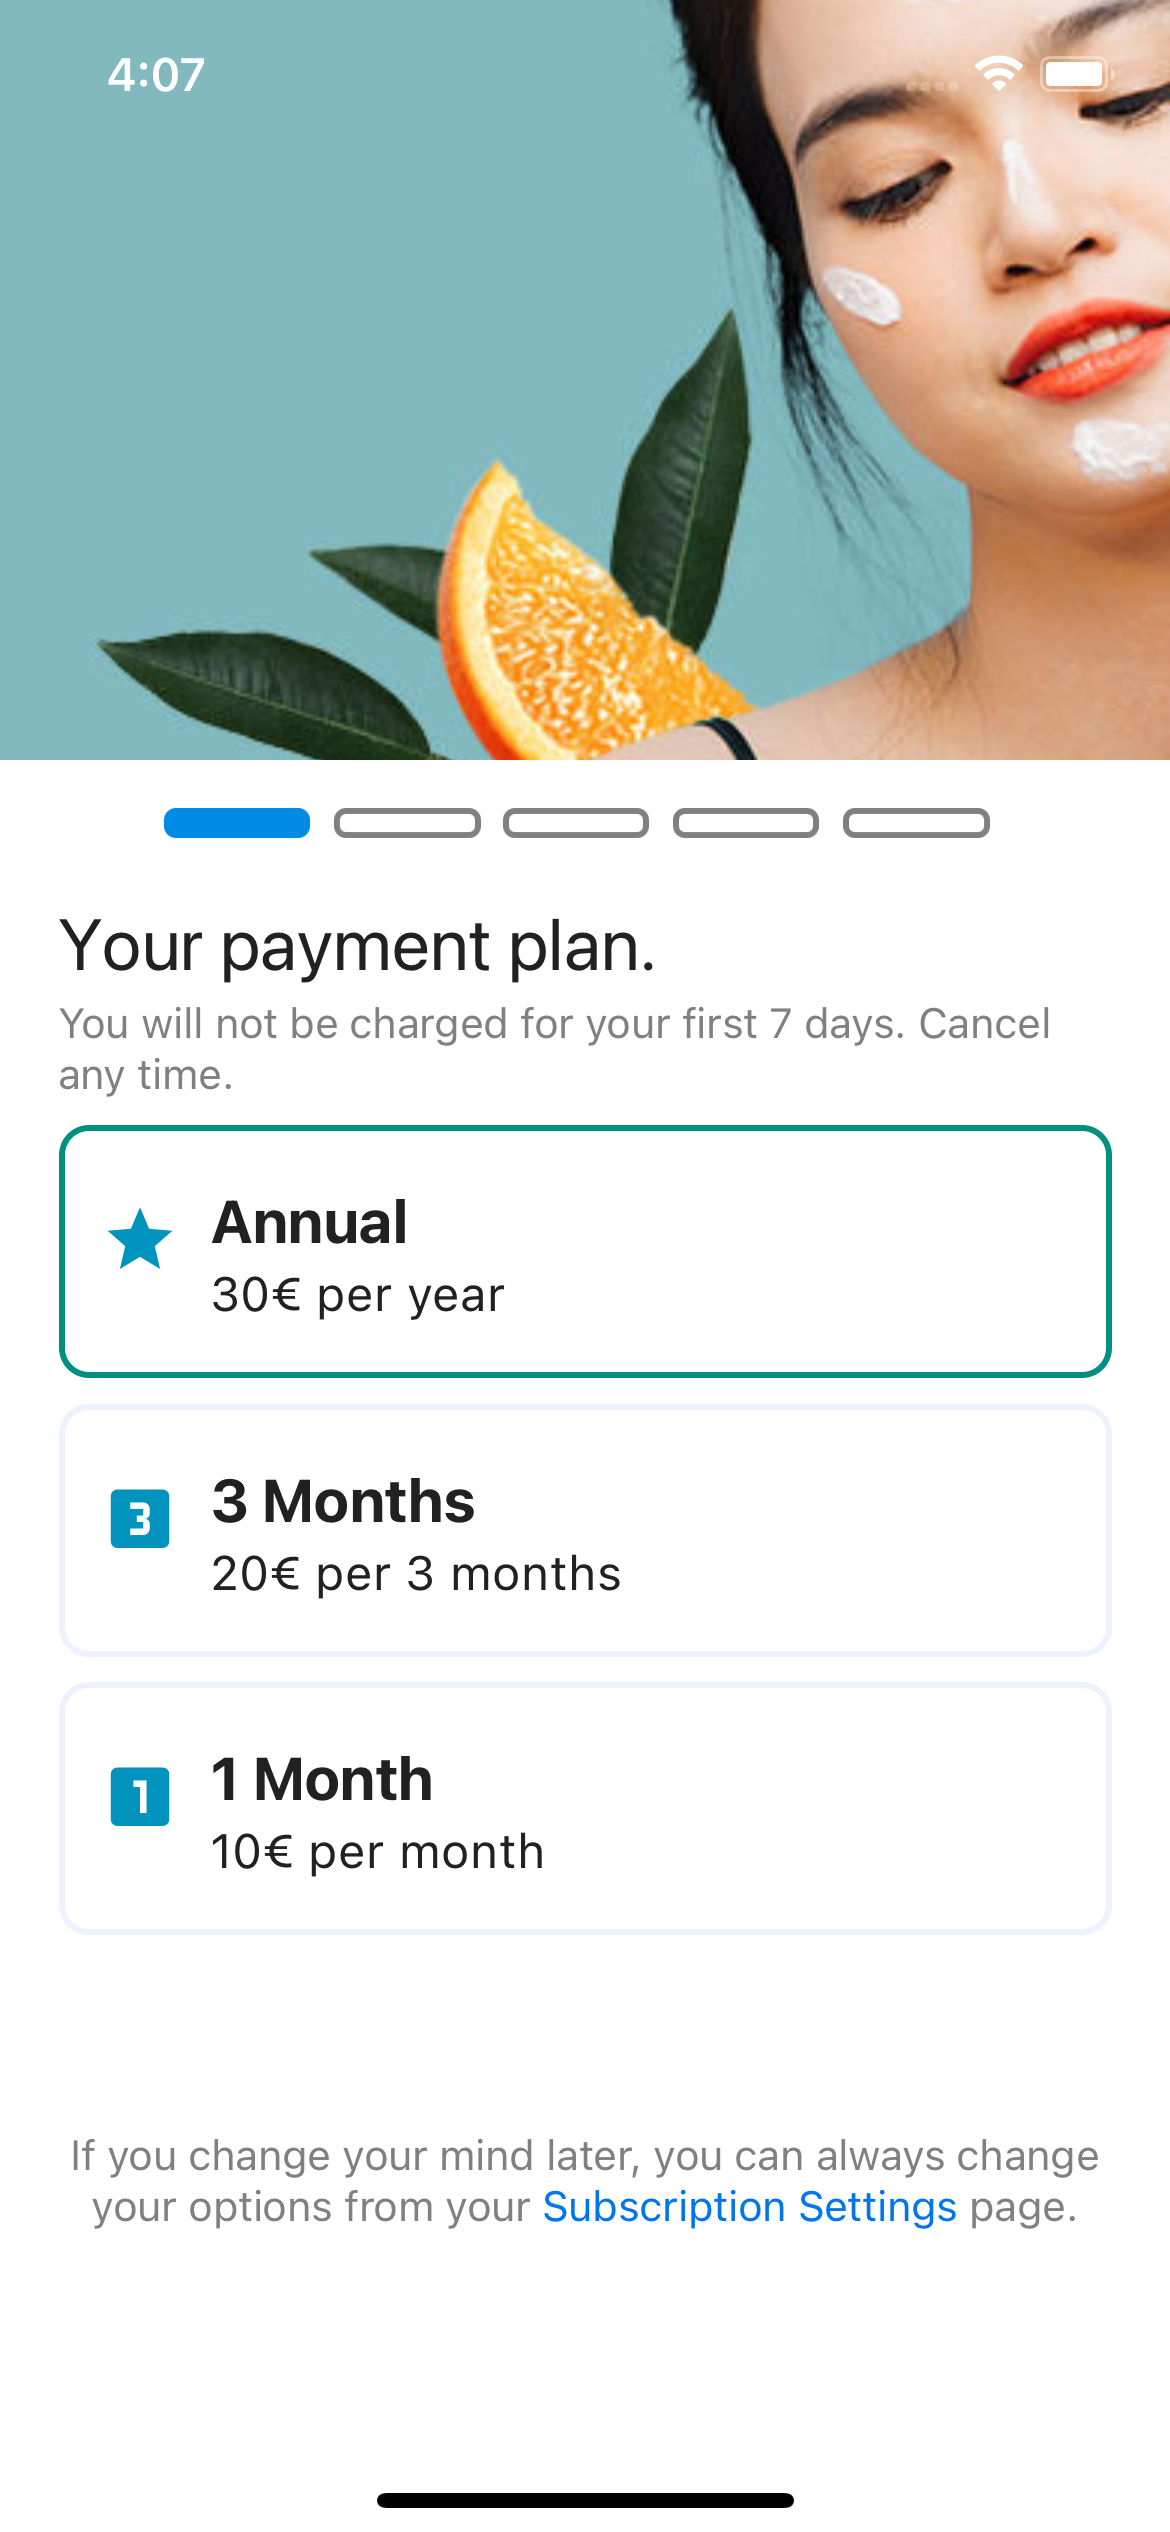 4:07
Your payment plan.
You will not be charged for your first 7 days. Cancel
any time.
Annual
30€ per year
3
3 Months
20€ per 3 months
1
1 Month
10€ per month
If you change your mind later, you can always change
your options from your Subscription Settings page.